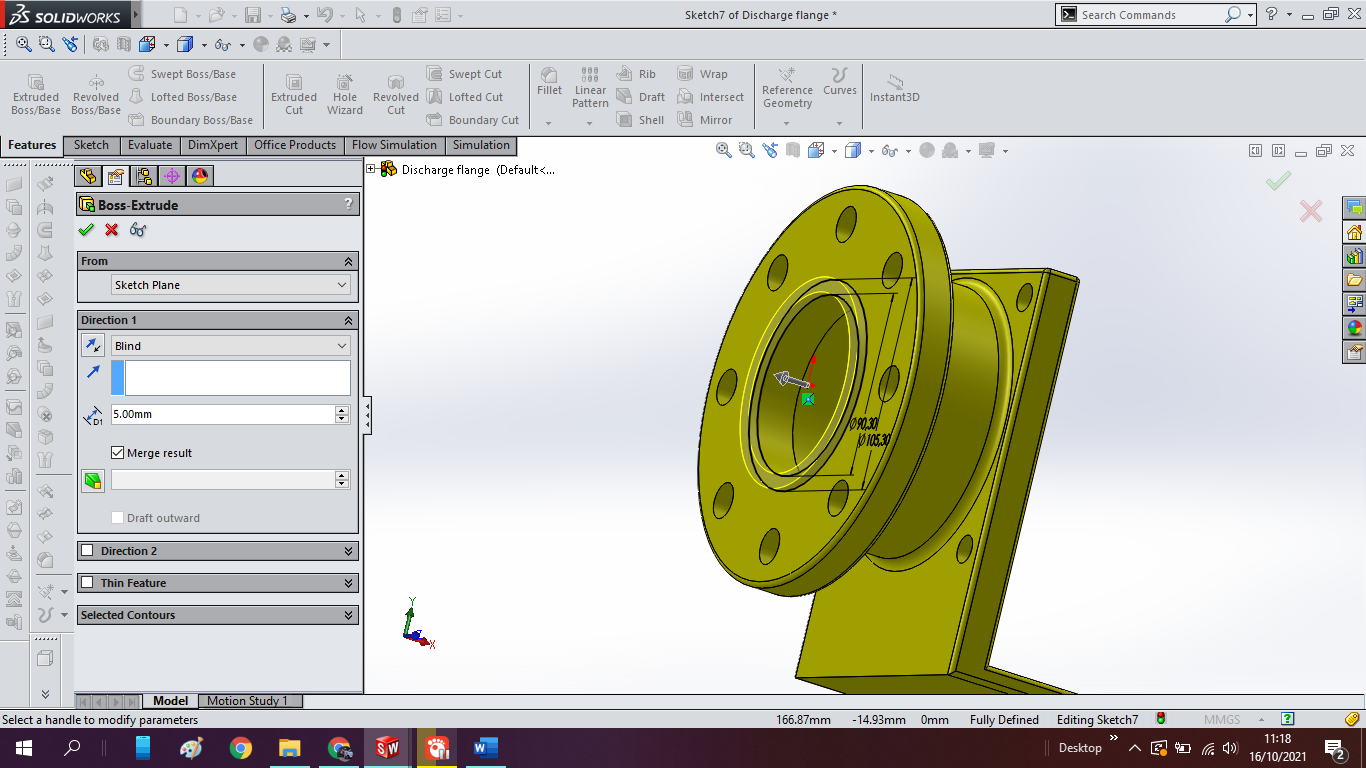 SOLIDWORKS
Sketch7 of Discharge flange *
Search Commands
?
Extruded Boss/Base
Revolved Boss/Base
Swept Boss/Base
Lofted Boss/Base
Boundary Boss/Base
Extruded Cut
Hole Wizard
Revolved Cut
Swept Cut
Lofted Cut
Boundary Cut
Fillet
Linear Pattern
Rib
Draft
Shell
Wrap
Intersect
Mirror
Reference Geometry
Curves
Instant3D
Features
Sketch
Evaluate
DimXpert
Office Products
Flow Simulation
Simulation
Discharge flange (Default<...
Boss-Extrude
?
From
Sketch Plane
Direction 1
Blind
D1
5.00mm
Merge result
Draft outward
Direction 2
Thin Feature
Selected Contours
Ø90,30
Ø105,30
Y
Z
X
Model
Motion Study 1
Select a handle to modify parameters
166.87mm
-14.93mm
0mm
Fully Defined
Editing Sketch7
MMGS
?
SW
W
Desktop
11:18
16/10/2021
2